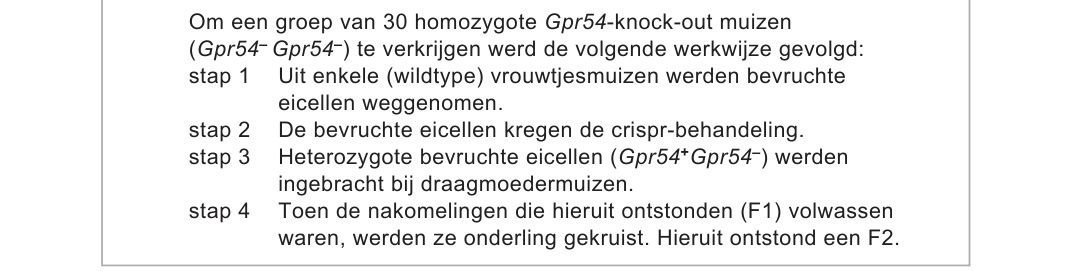 Om een groep van 30 homozygote Gpr54-knock-out muizen
(Gpr54⁻ Gpr54⁻) te verkrijgen werd de volgende werkwijze gevolgd:
stap 1 Uit enkele (wildtype) vrouwtjesmuizen werden bevruchte
eicellen weggenomen.
stap 2 De bevruchte eicellen kregen de crispr-behandeling.
stap 3 Heterozygote bevruchte eicellen (Gpr54⁺Gpr54⁻) werden
ingebracht bij draagmoedermuizen.
stap 4 Toen de nakomelingen die hieruit ontstonden (F1) volwassen
waren, werden ze onderling gekruist. Hieruit ontstond een F2.